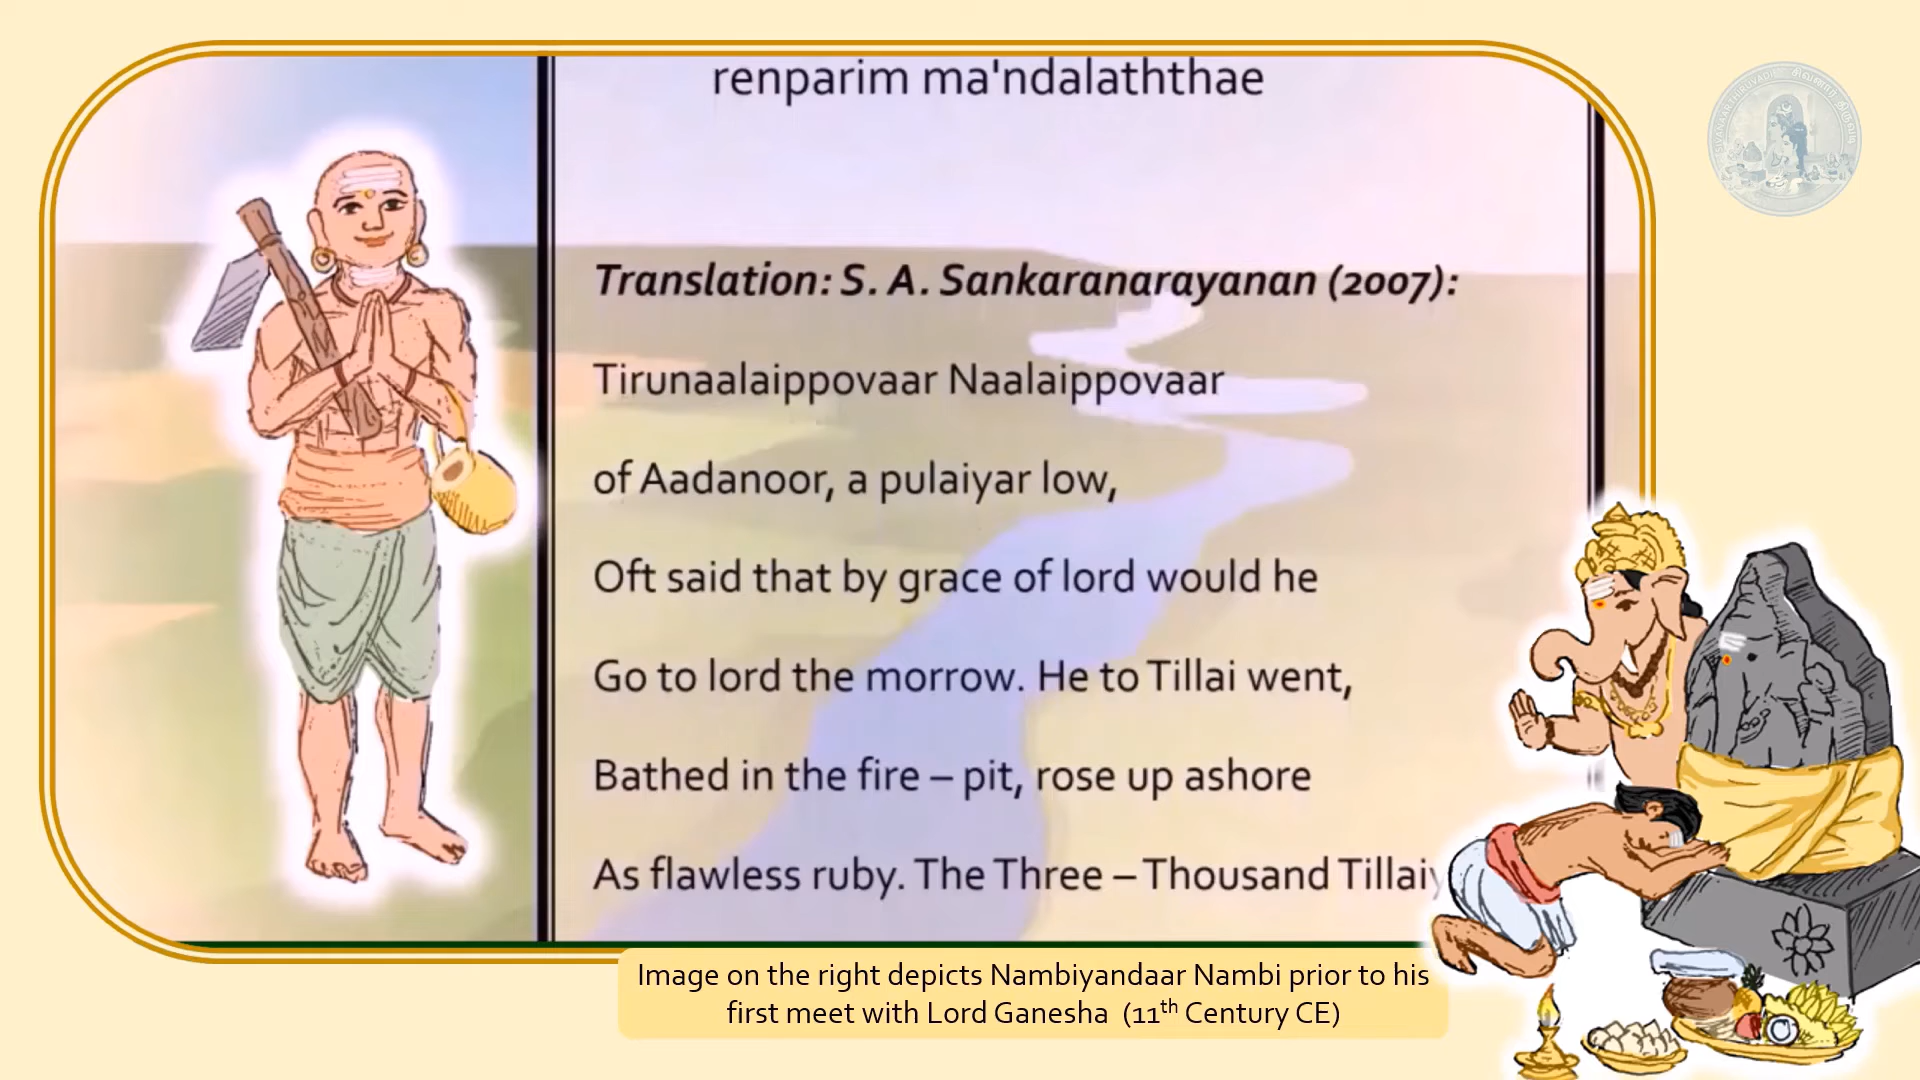 renparim ma'ndalaththae
Translation: S. A. Sankaranarayanan (2007):
Tirunaalaippovaar Naalaippovaar
of Aadanoor, a pulaiyar low,
Oft said that by grace of lord would he
Go to lord the morrow. He to Tillai went,
Bathed in the fire – pit, rose up ashore
As flawless ruby. The Three – Thousand
Image on the right depicts Nambiyandaar Nambi prior to his
first meet with Lord Ganesha (11th Century CE)